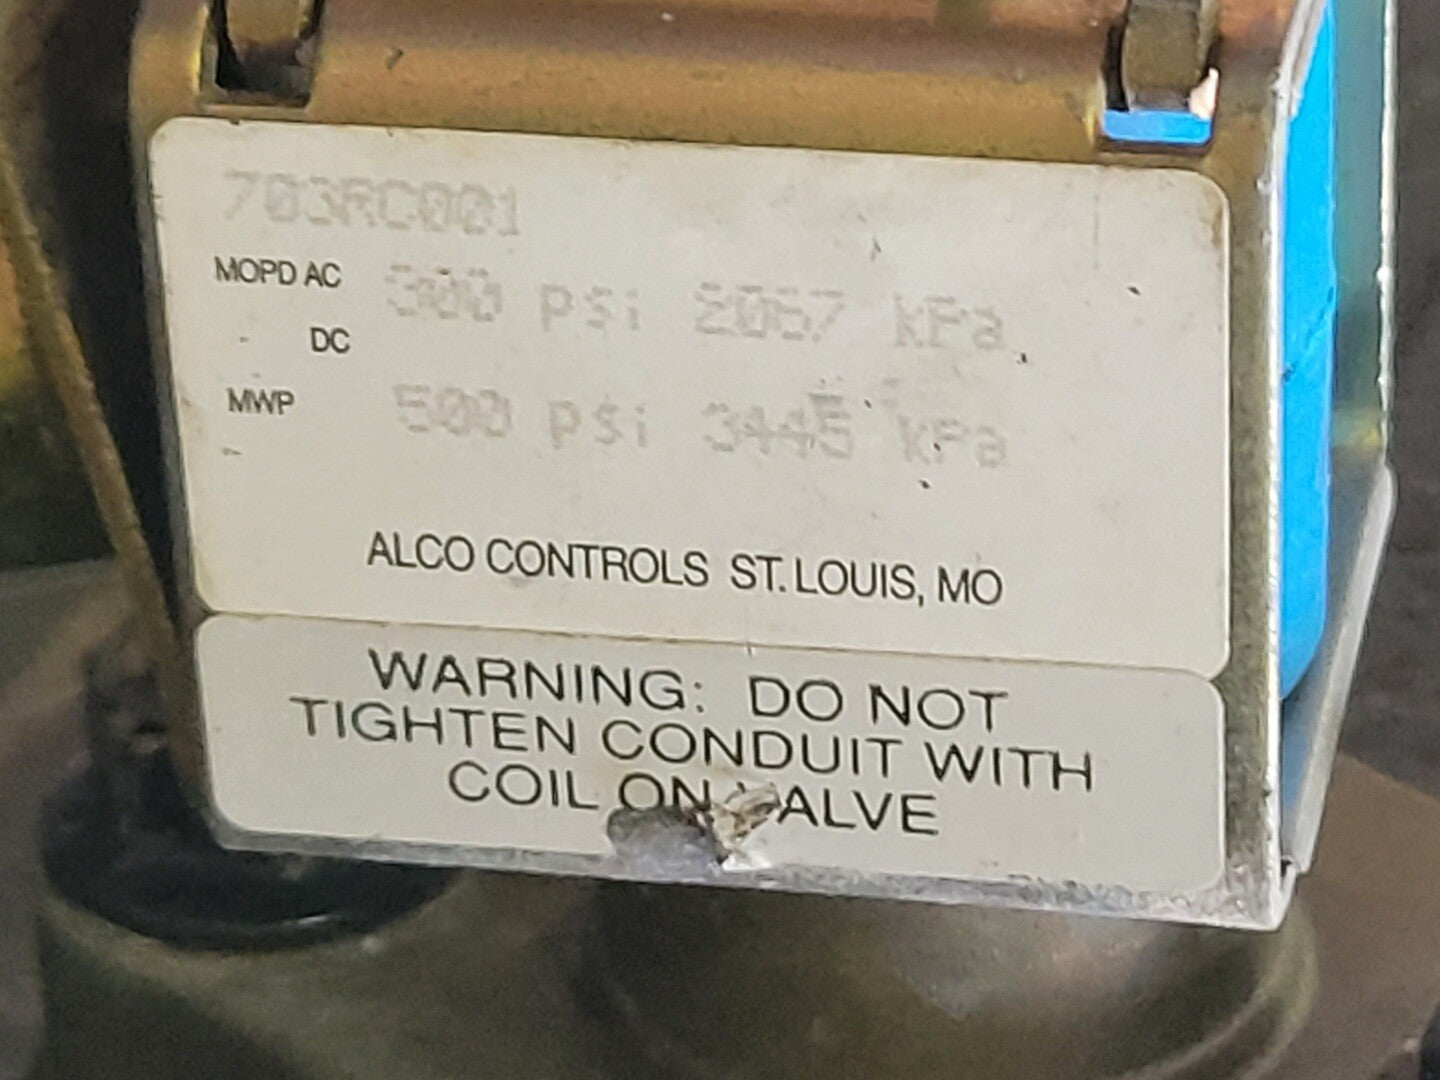 703RC001
MOPD AC 300 psi 2067 kPa
DC
MWP 500 psi 3445 kPa
ALCO CONTROLS ST. LOUIS, MO
WARNING: DO NOT
TIGHTEN CONDUIT WITH
COIL ON VALVE